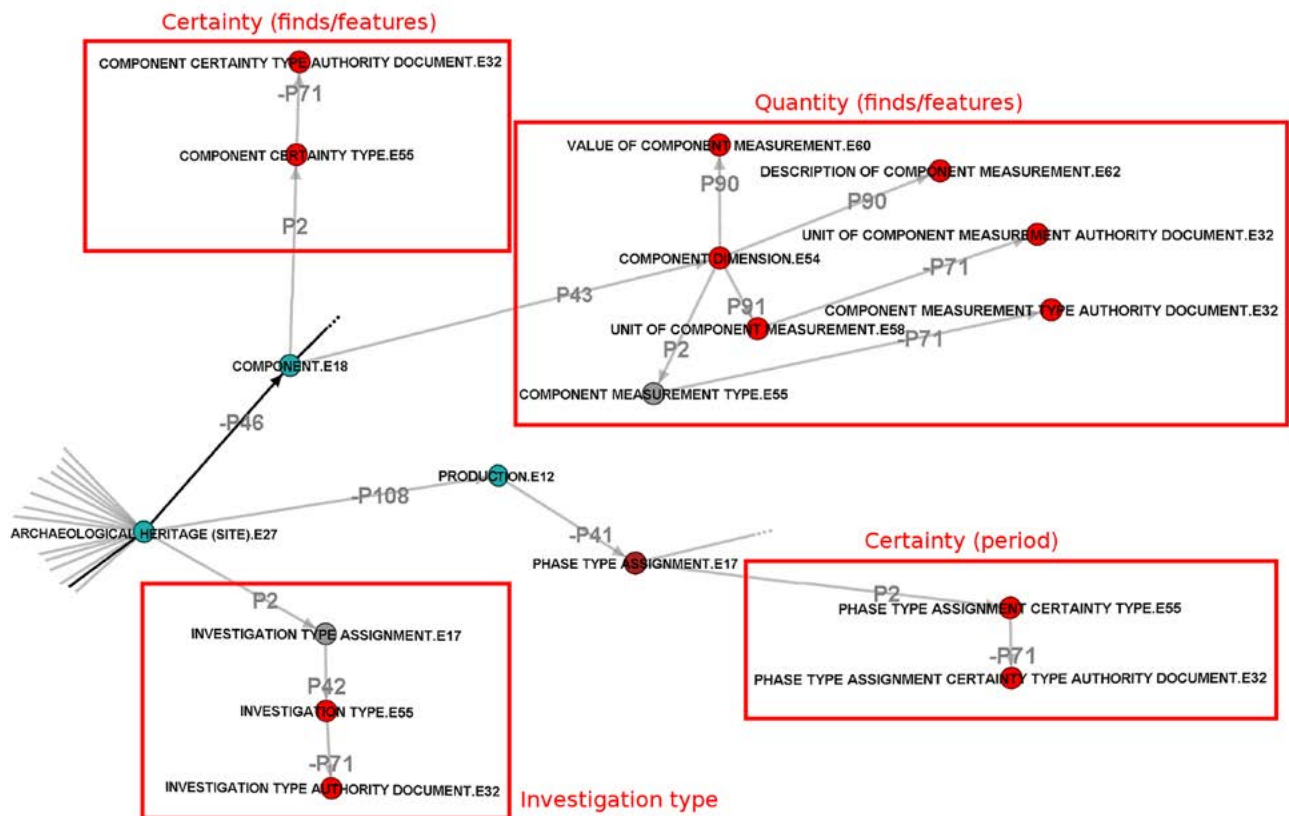 Certainty (finds/features)
COMPONENT CERTAINTY TYPE AUTHORITY DOCUMENT.E32
-P71
COMPONENT CERTAINTY TYPE.E55
P2
Quantity (finds/features)
VALUE OF COMPONENT MEASUREMENT.E60
DESCRIPTION OF COMPONENT MEASUREMENT.E62
P90
P90
UNIT OF COMPONENT MEASUREMENT AUTHORITY DOCUMENT.E32
COMPONENT DIMENSION.E54
-P71
P43
P91
COMPONENT MEASUREMENT TYPE AUTHORITY DOCUMENT.E32
UNIT OF COMPONENT MEASUREMENT.E58
-P71
P2
COMPONENT MEASUREMENT TYPE.E55
COMPONENT.E18
-P46
PRODUCTION.E12
-P108
ARCHAEOLOGICAL HERITAGE (SITE).E27
-P41
PHASE TYPE ASSIGNMENT.E17
Certainty (period)
P2
PHASE TYPE ASSIGNMENT CERTAINTY TYPE.E55
-P71
PHASE TYPE ASSIGNMENT CERTAINTY TYPE AUTHORITY DOCUMENT.E32
P2
INVESTIGATION TYPE ASSIGNMENT.E17
P42
INVESTIGATION TYPE.E55
-P71
INVESTIGATION TYPE AUTHORITY DOCUMENT.E32
Investigation type